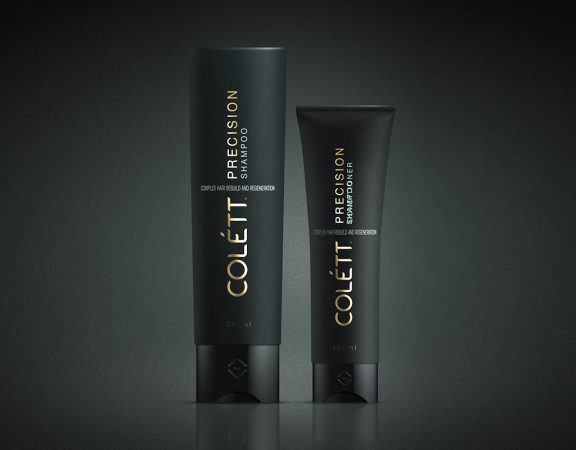 COLÉTT
PRECISION
SHAMPOO
COMPLEX HAIR REBUILD AND REGENERATION
COLÉTT
PRECISION
COMPLEX HAIR REBUILD AND REGENERATION